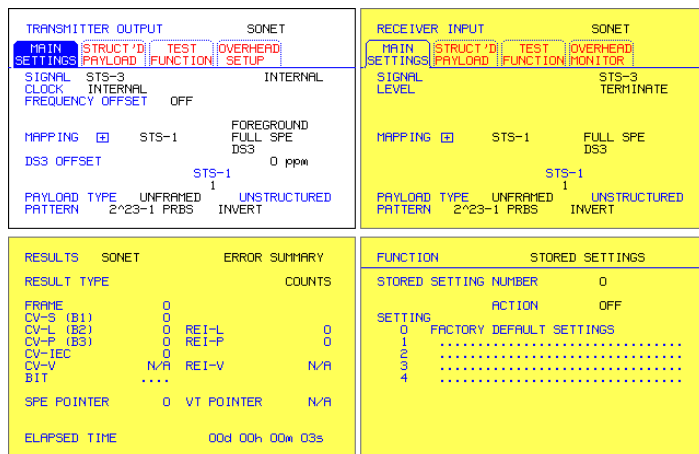 TRANSMITTER OUTPUT SONET
MAIN SETTINGS STRUCT'D PAYLOAD TEST FUNCTION OVERHEAD SETUP
SIGNAL STS-3 INTERNAL
CLOCK INTERNAL
FREQUENCY OFFSET OFF
FOREGROUND
MAPPING + STS-1 FULL SPE
DS3
DS3 OFFSET 0 ppm
STS-1
1
PAYLOAD TYPE UNFRAMED UNSTRUCTURED
PATTERN 2^23-1 PRBS INVERT
RECEIVER INPUT SONET
MAIN SETTINGS STRUCT'D PAYLOAD TEST FUNCTION OVERHEAD MONITOR
SIGNAL STS-3
LEVEL TERMINATE
MAPPING + STS-1 FULL SPE
DS3
STS-1
1
PAYLOAD TYPE UNFRAMED UNSTRUCTURED
PATTERN 2^23-1 PRBS INVERT
RESULTS SONET ERROR SUMMARY
RESULT TYPE COUNTS
FRAME 0
CV-S (B1) 0
CV-L (B2) 0 REI-L 0
CV-P (B3) 0 REI-P 0
CV-IEC 0
CV-V N/A REI-V N/A
BIT ....
SPE POINTER 0 VT POINTER N/A
ELAPSED TIME 00d 00h 00m 03s
FUNCTION STORED SETTINGS
STORED SETTING NUMBER 0
ACTION OFF
SETTING
0 FACTORY DEFAULT SETTINGS
1 ...............................
2 ...............................
3 ...............................
4 ...............................